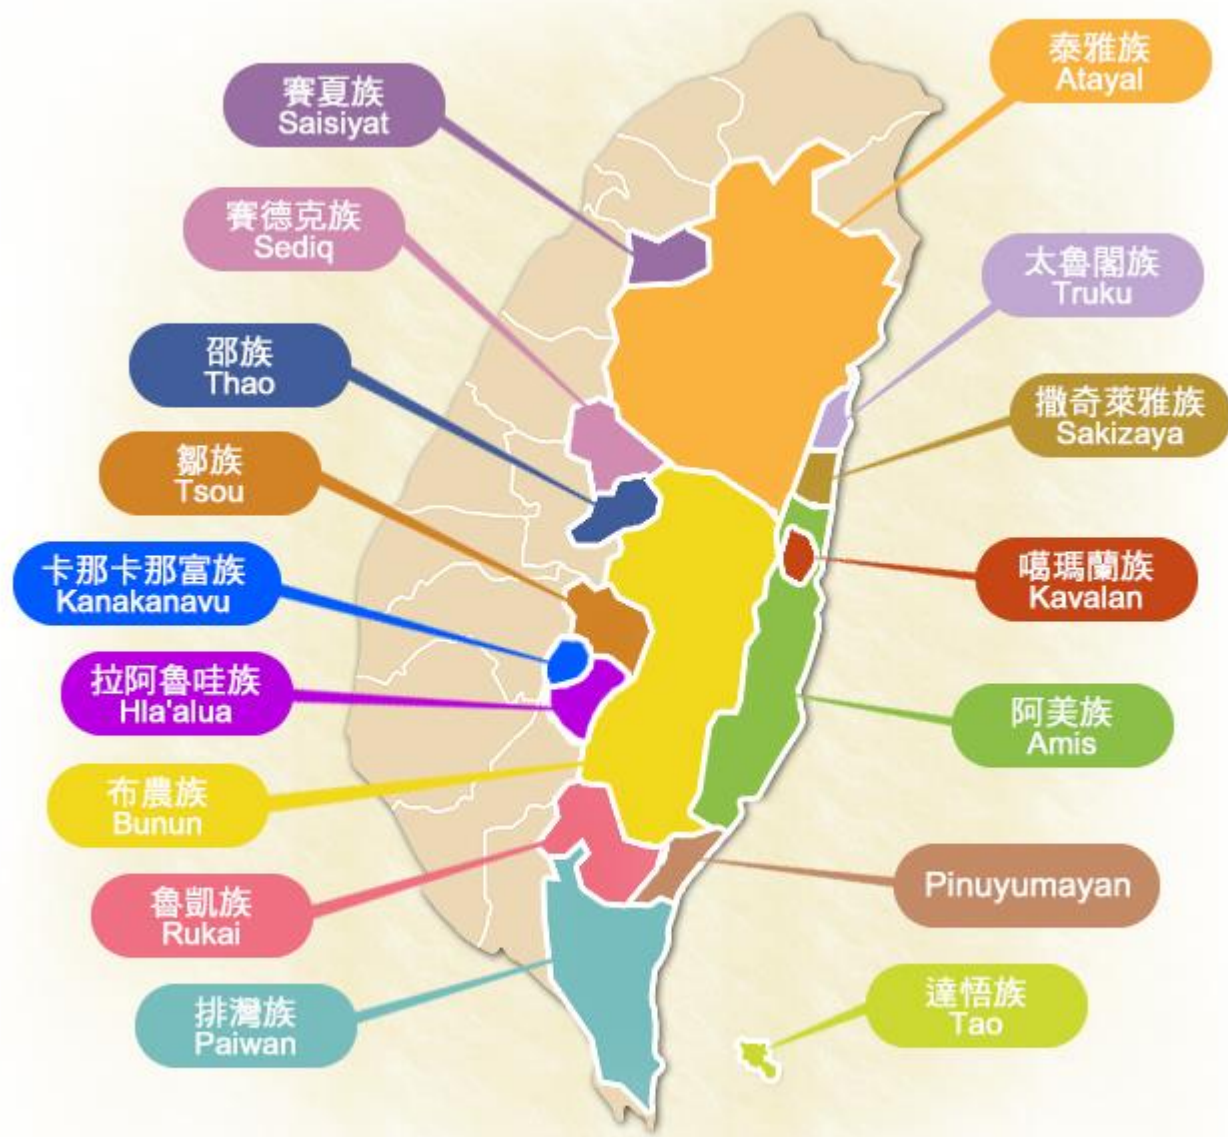 賽夏族
Saisiyat
賽德克族
Sediq
邵族
Thao
鄒族
Tsou
卡那卡那富族
Kanakanavu
拉阿魯哇族
Hla'alua
布農族
Bunun
魯凱族
Rukai
排灣族
Paiwan
泰雅族
Atayal
太魯閣族
Truku
撒奇萊雅族
Sakizaya
噶瑪蘭族
Kavalan
阿美族
Amis
Pinuyumayan
達悟族
Tao